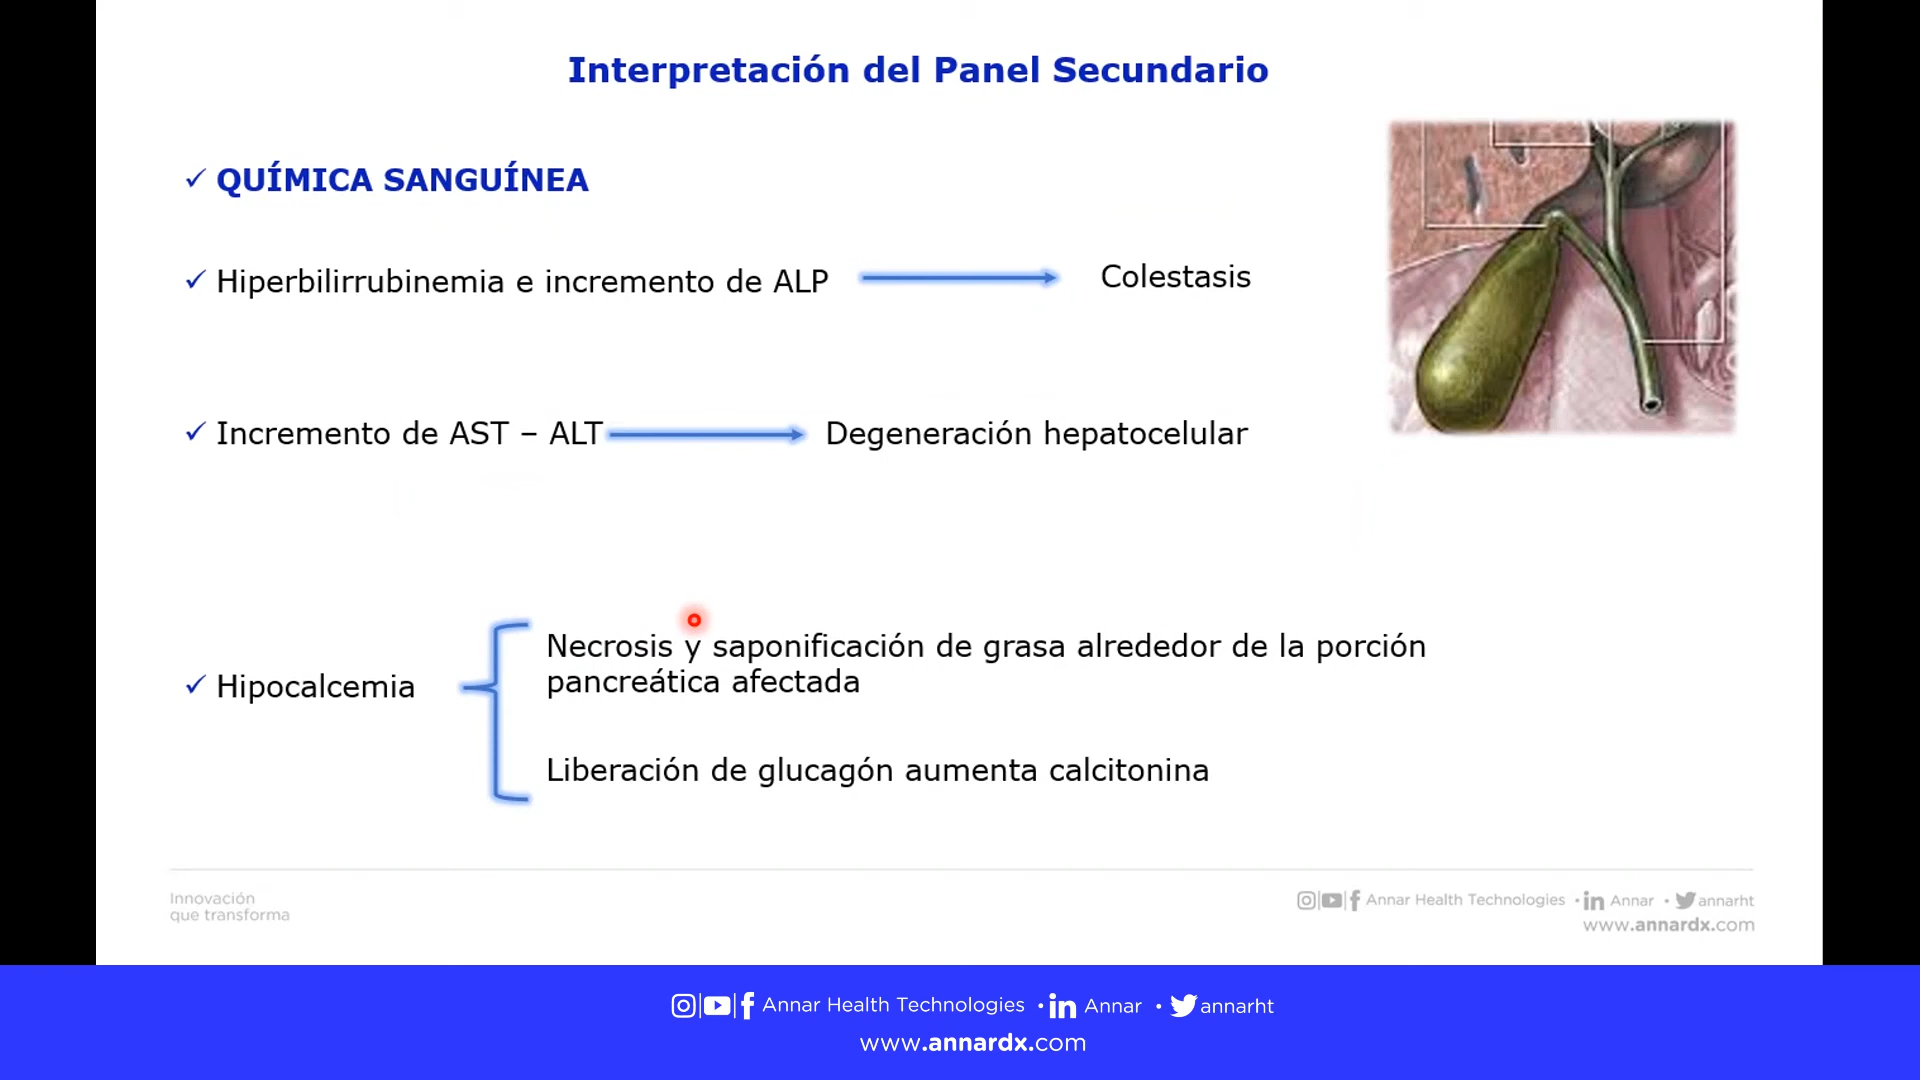 Interpretación del Panel Secundario
QUÍMICA SANGUÍNEA
Hiperbilirrubinemia e incremento de ALP
Colestasis
Incremento de AST – ALT
Degeneración hepatocelular
Hipocalcemia
Necrosis y saponificación de grasa alrededor de la porción
pancreática afectada
Liberación de glucagón aumenta calcitonina
Innovación
que transforma
Annar Health Technologies • Annar • annarht
www.annardx.com
Annar Health Technologies • Annar • annarht
www.annardx.com